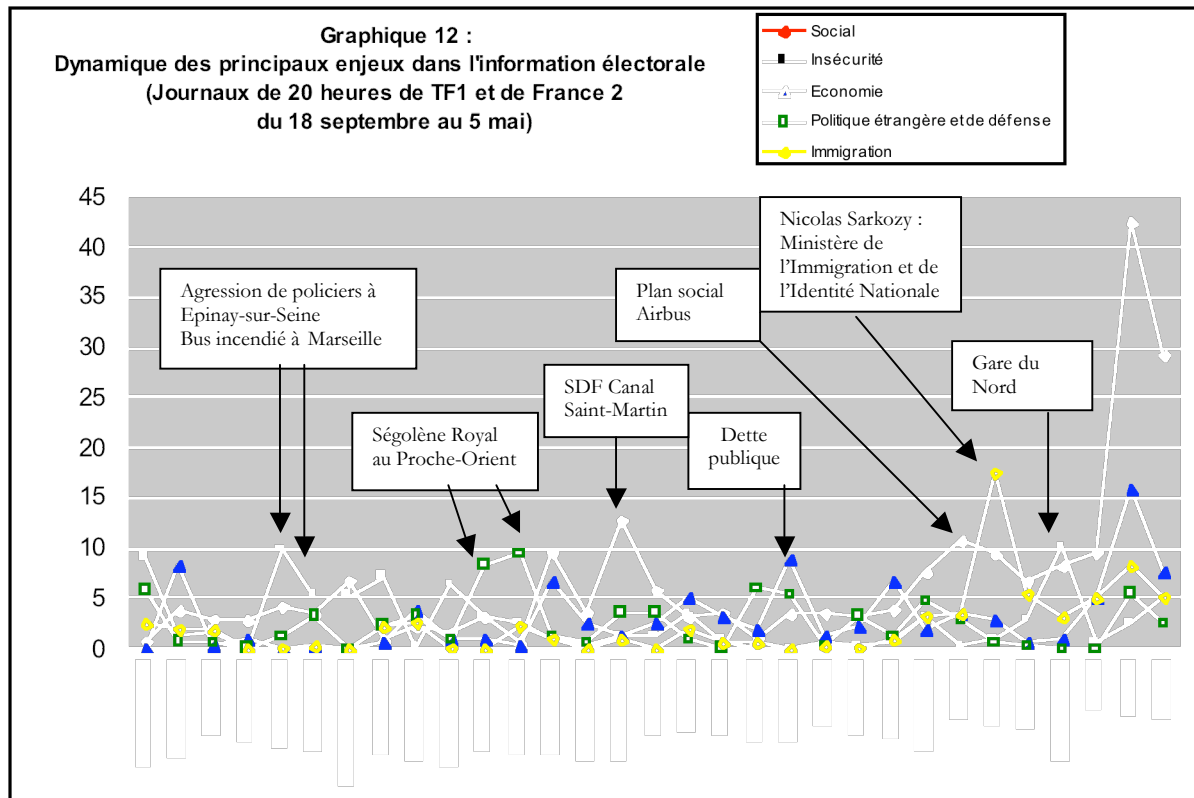 Graphique 12 :
Dynamique des principaux enjeux dans l'information électorale
(Journaux de 20 heures de TF1 et de France 2
du 18 septembre au 5 mai)
Social
Insécurité
Economie
Politique étrangère et de défense
Immigration
45
40
35
30
25
20
15
10
5
0
Agression de policiers à
Epinay-sur-Seine
Bus incendié à Marseille
Ségolène Royal
au Proche-Orient
SDF Canal
Saint-Martin
Dette
publique
Plan social
Airbus
Nicolas Sarkozy :
Ministère de
l'Immigration et de
l'Identité Nationale
Gare du
Nord